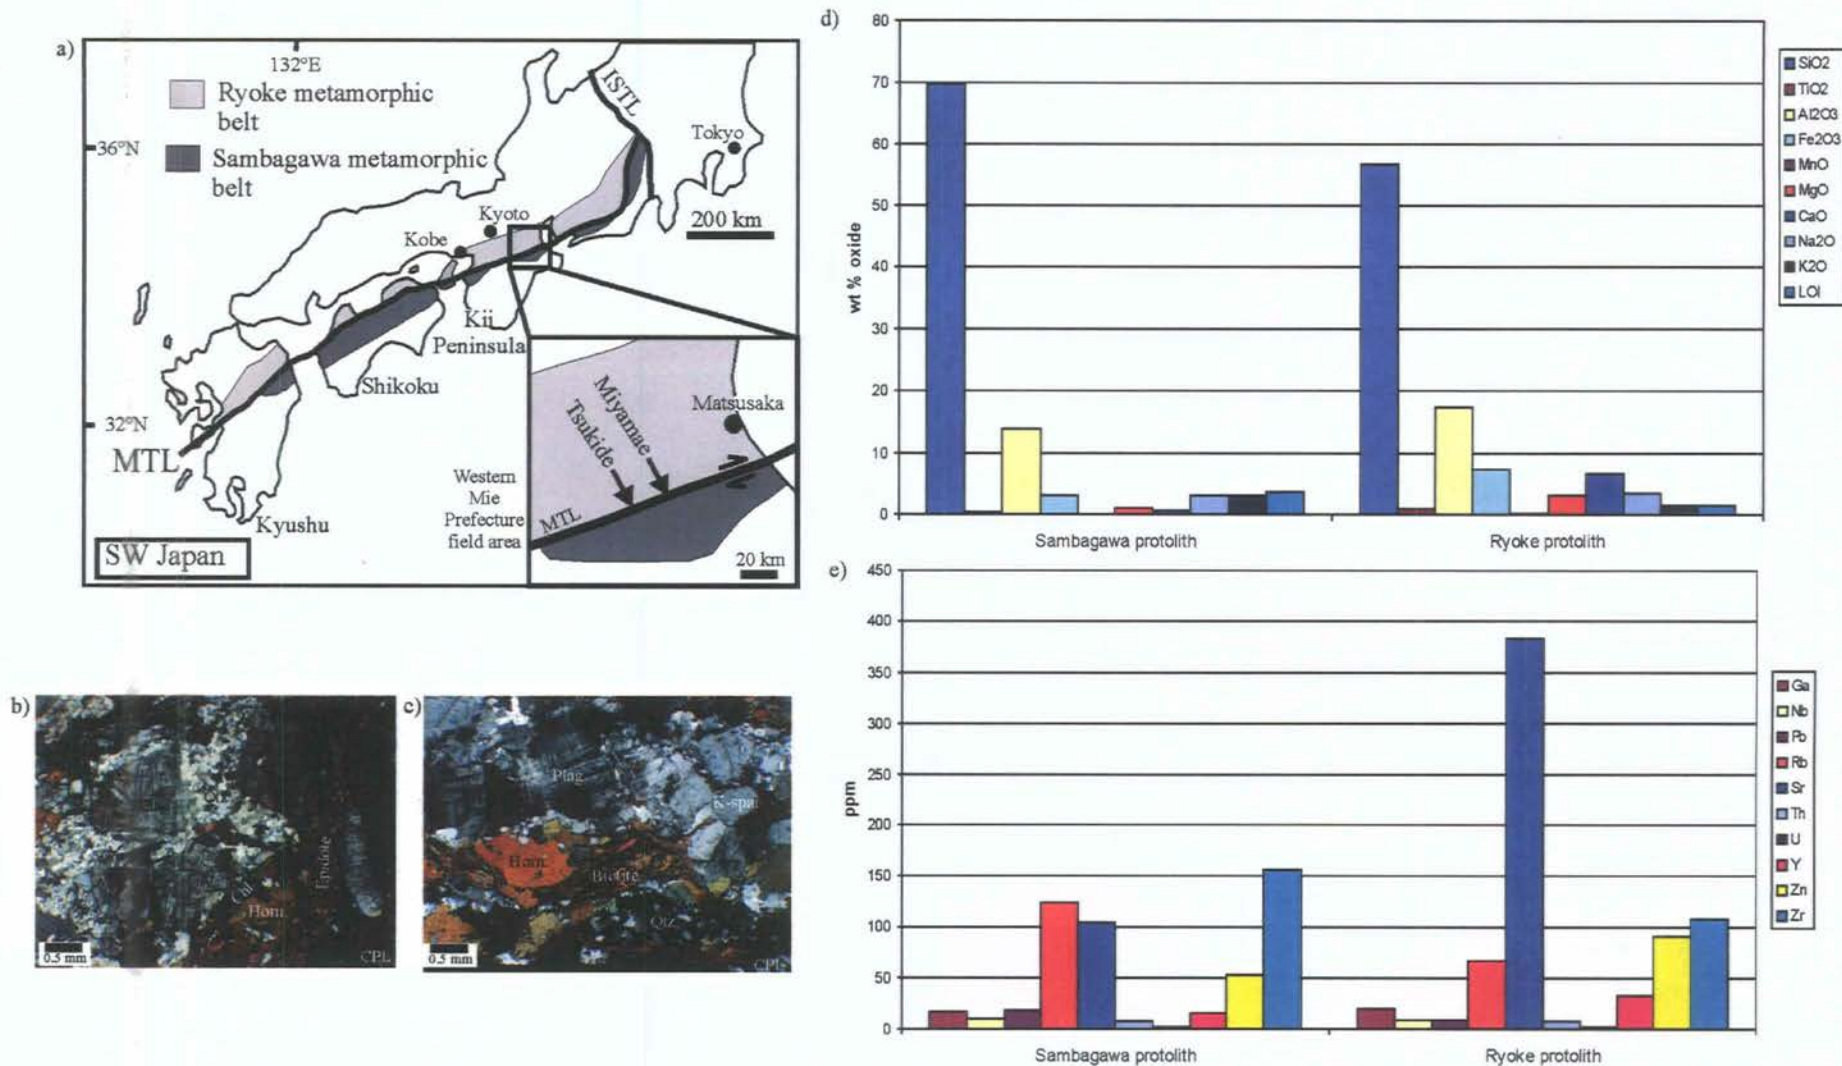 a)
132°E
Ryoke metamorphic
belt
Sambagawa metamorphic
belt
36°N
32°N
ISTL
Tokyo
200 km
Kyoto
Kobe
Kii
Peninsula
Shikoku
MTL
Kyushu
SW Japan
Western
Mie
Prefecture
field area
Miyamae
Tsukide
Matsusaka
MTL
20 km
b)
Qtz
Chl
Horn
Epidote
0.5 mm
CPL
c)
Plag
K-spar
Horn
Biotite
Qtz
0.5 mm
CPL
d)
80
70
60
50
40
30
20
10
0
wt % oxide
Sambagawa protolith
Ryoke protolith
SiO2
TiO2
Al2O3
Fe2O3
MnO
MgO
CaO
Na2O
K2O
LOI
e)
450
400
350
300
250
200
150
100
50
0
ppm
Sambagawa protolith
Ryoke protolith
Ga
Nb
Pb
Rb
Sr
Th
U
Y
Zn
Zr